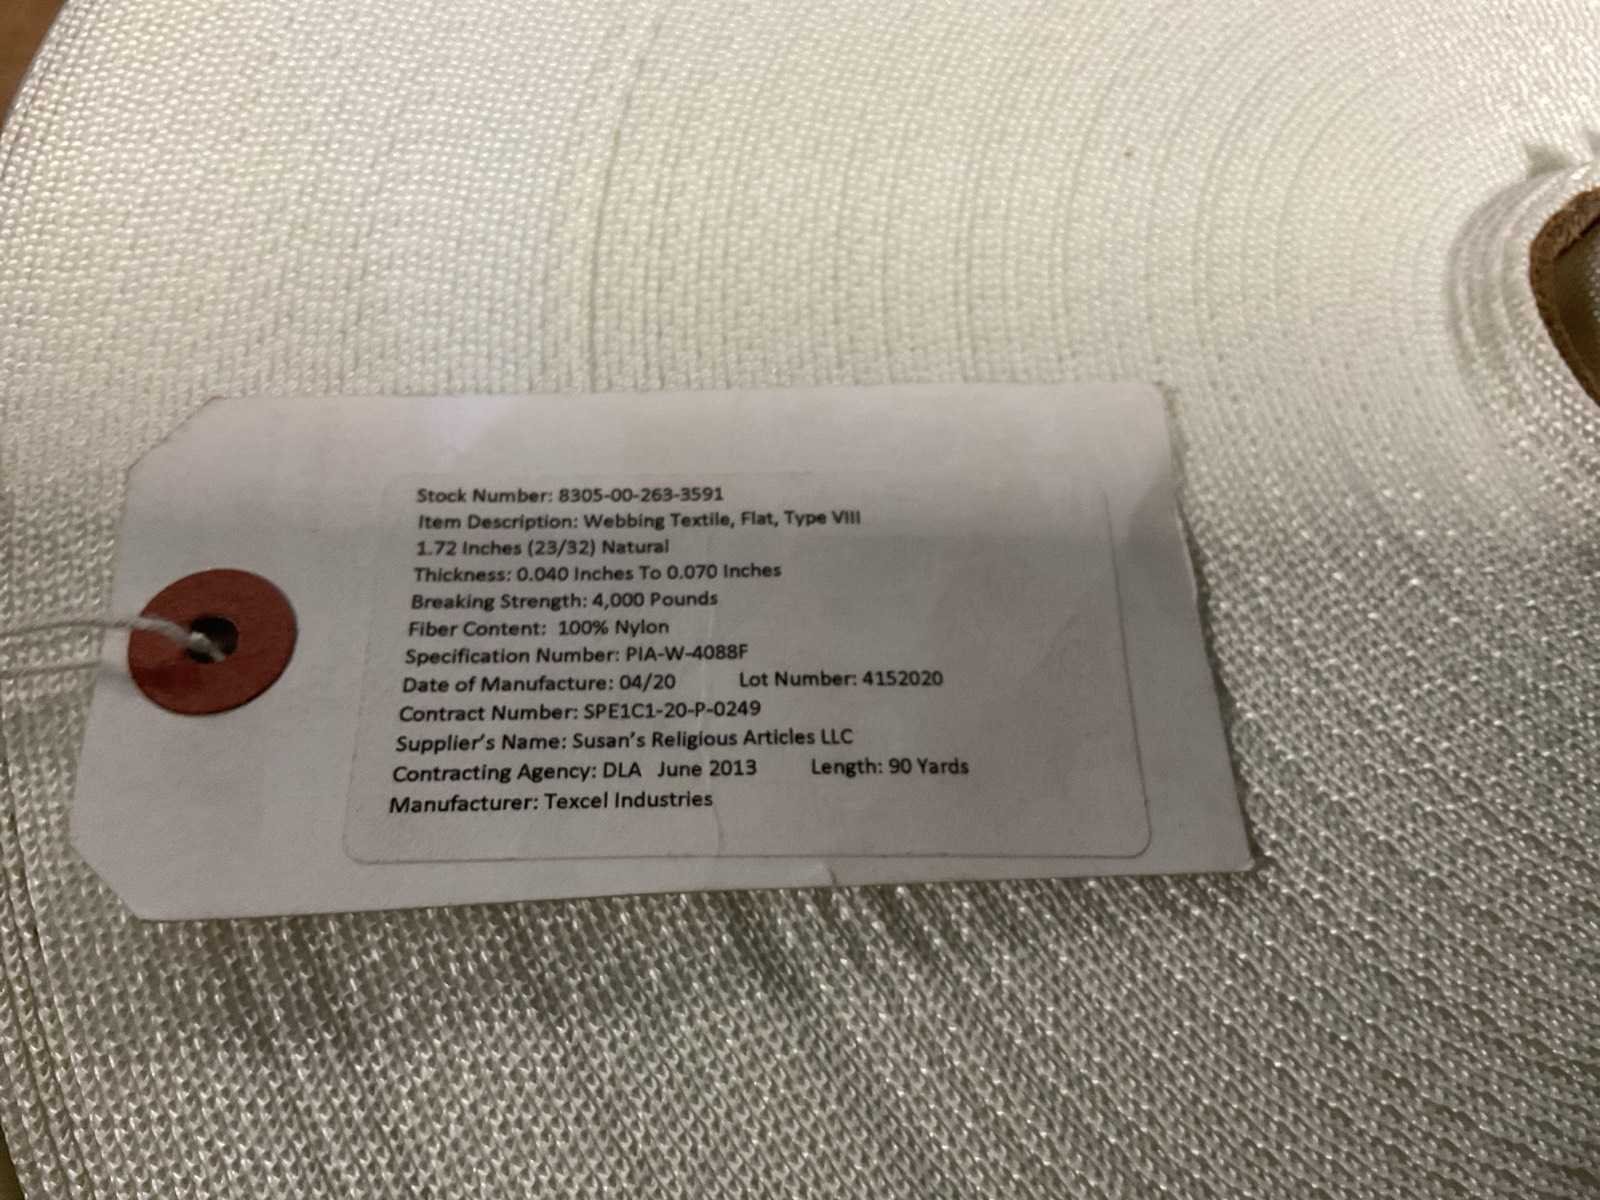 Stock Number: 8305-00-263-3591
Item Description: Webbing Textile, Flat, Type VIII
1.72 Inches (23/32) Natural
Thickness: 0.040 Inches To 0.070 Inches
Breaking Strength: 4,000 Pounds
Fiber Content: 100% Nylon
Specification Number: PIA-W-4088F
Date of Manufacture: 04/20 Lot Number: 4152020
Contract Number: SPE1C1-20-P-0249
Supplier's Name: Susan's Religious Articles LLC
Contracting Agency: DLA June 2013 Length: 90 Yards
Manufacturer: Texcel Industries